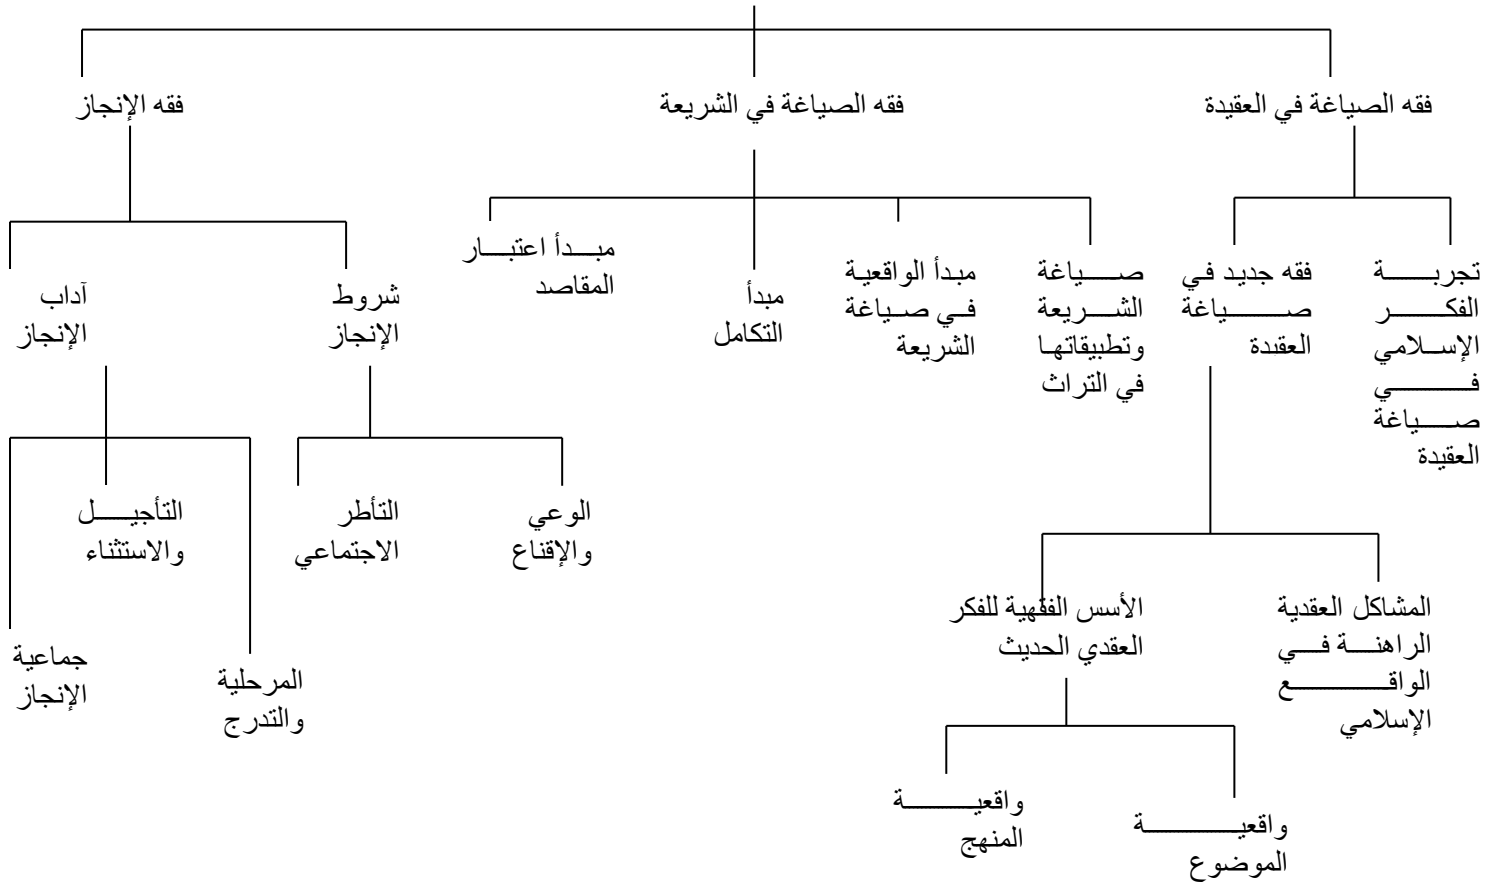 فقه الصياغة في العقيدة
فقه الصياغة في الشريعة
فقه الإنجاز
تجربة
الفكر
الإسلامي
في
صياغة
العقيدة
فقه جديد في
صياغة
العقيدة
صياغة
الشريعة
وتطبيقاتها
في التراث
مبدأ الواقعية
في صياغة
الشريعة
مبدأ
التكامل
مبدأ اعتبار
المقاصد
شروط
الإنجاز
آداب
الإنجاز
الوعي
والإقناع
التأطر
الاجتماعي
التأجيل
والاستثناء
المرحلية
والتدرج
جماعية
الإنجاز
المشاكل العقدية
الراهنة في
الواقع
الإسلامي
الأسس الفقهية للفكر
العقدي الحديث
واقعية
الموضوع
واقعية
المنهج